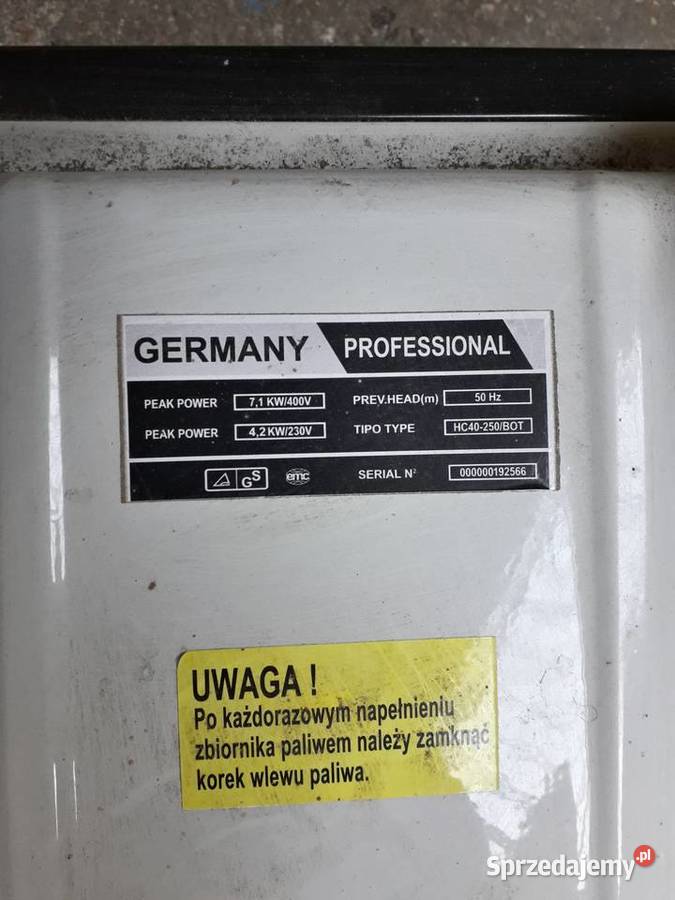 GERMANY PROFESSIONAL
PEAK POWER 7,1 KW/400V PREV.HEAD(m) 50 Hz
PEAK POWER 4,2 KW/230V TIPO TYPE HC40-250/BOT
GS emc SERIAL N² 000000192566
UWAGA !
Po każdorazowym napełnieniu
zbiornika paliwem należy zamknąć
korek wlewu paliwa.
Sprzedajemy.pl